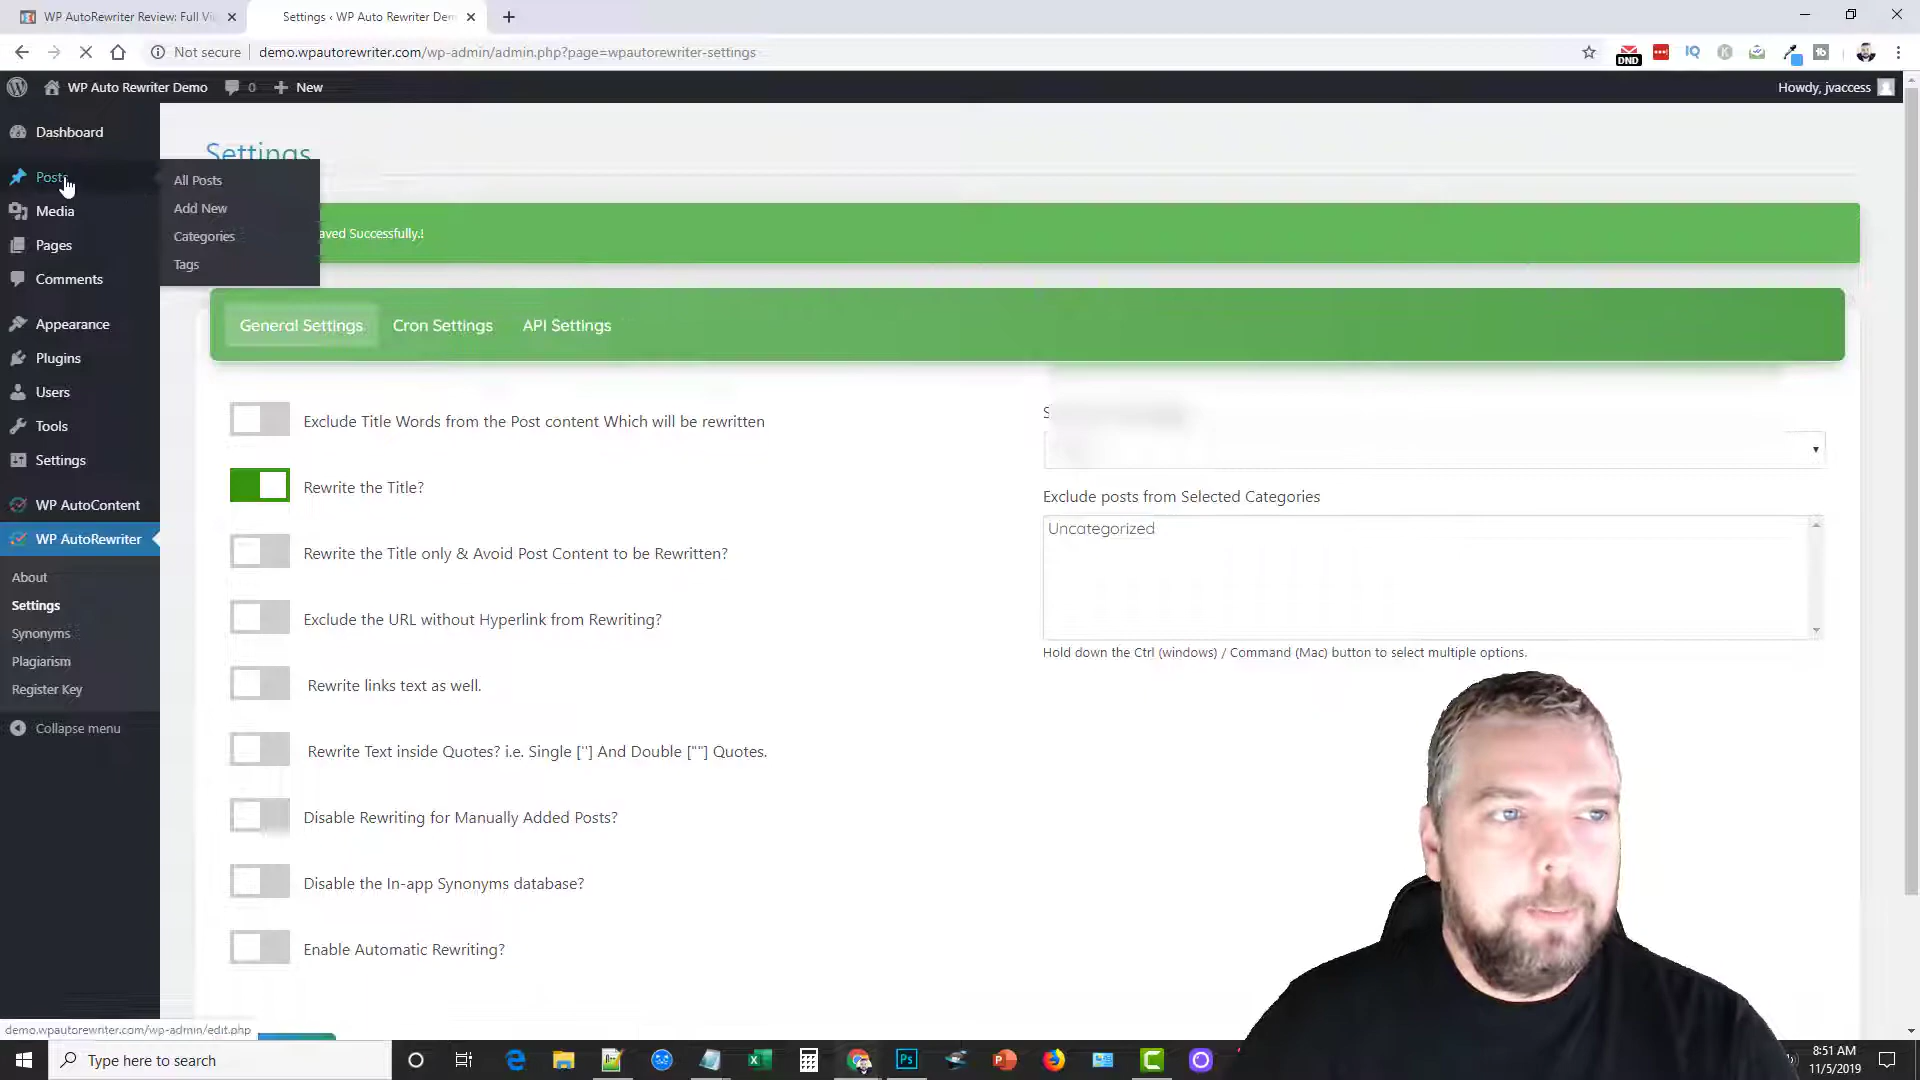 WP AutoRewriter Review: Full Vi
Settings ‹ WP Auto Rewriter Dem
Not secure
demo.wpautorewriter.com/wp-admin/admin.php?page=wpautorewriter-settings
DND
WP Auto Rewriter Demo
0
New
Howdy, jvaccess
Dashboard
Settings
Posts
All Posts
Add New
Media
Categories
aved Successfully.!
Pages
Tags
Comments
Appearance
General Settings
Cron Settings
API Settings
Plugins
Users
Tools
Settings
WP AutoContent
WP AutoRewriter
About
Settings
Synonyms
Plagiarism
Register Key
Collapse menu
Exclude Title Words from the Post content Which will be rewritten
Rewrite the Title?
Rewrite the Title only & Avoid Post Content to be Rewritten?
Exclude the URL without Hyperlink from Rewriting?
Rewrite links text as well.
Rewrite Text inside Quotes? i.e. Single [''] And Double [""] Quotes.
Disable Rewriting for Manually Added Posts?
Disable the In-app Synonyms database?
Enable Automatic Rewriting?
Exclude posts from Selected Categories
Uncategorized
Hold down the Ctrl (windows) / Command (Mac) button to select multiple options.
demo.wpautorewriter.com/wp-admin/edit.php
Type here to search
8:51 AM
11/5/2019